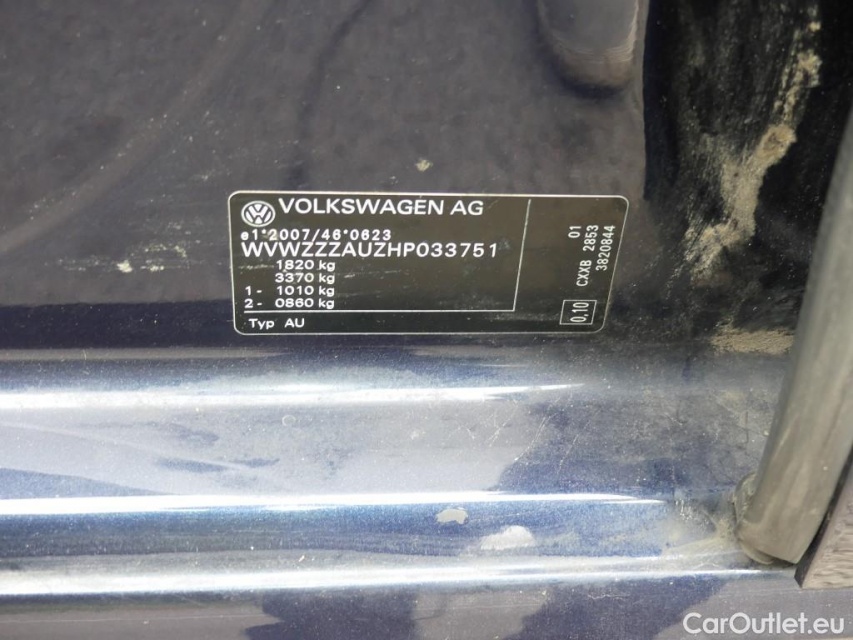 VOLKSWAGEN AG
e1*2007/46*0623
WVWZZZAUZHP033751
1820 kg
3370 kg
1 - 1010 kg
2 - 0860 kg
Typ AU
01
CXXB 2853
3820844
0,10
CarOutlet.eu